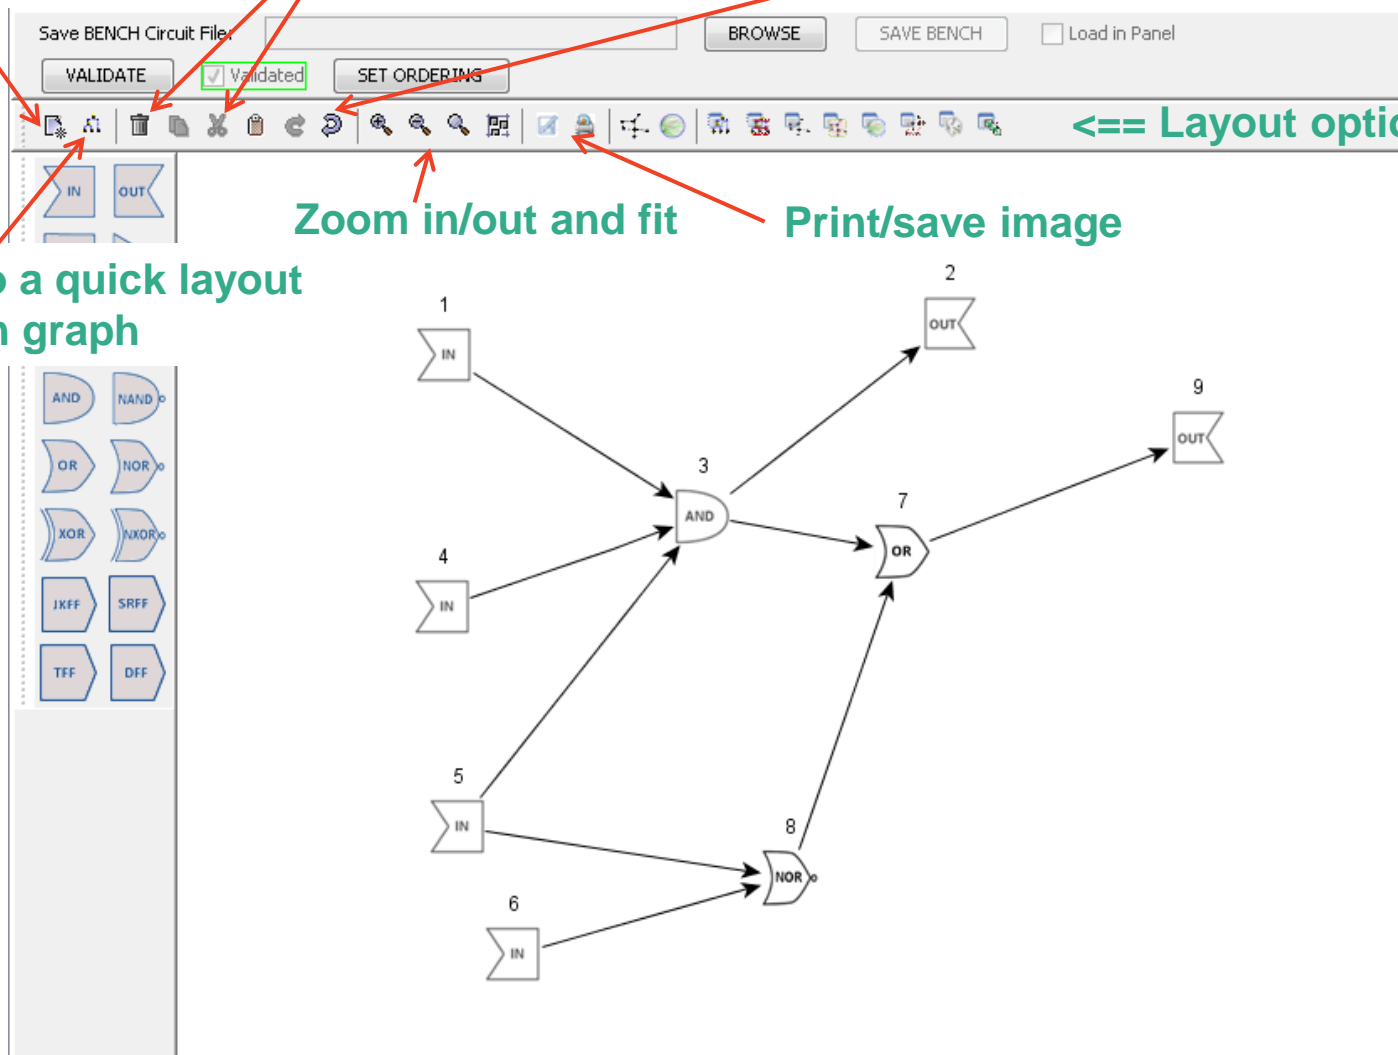 Save BENCH Circuit File:
BROWSE
SAVE BENCH
Load in Panel
VALIDATE
Validated
SET ORDERING
<== Layout optio
IN
OUT
Zoom in/out and fit
Print/save image
a quick layout
graph
2
1
OUT
IN
9
AND
NAND
OUT
3
OR
NOR
7
AND
XOR
NXOR
OR
4
JKFF
SRFF
IN
TFF
DFF
5
IN
8
NOR
6
IN